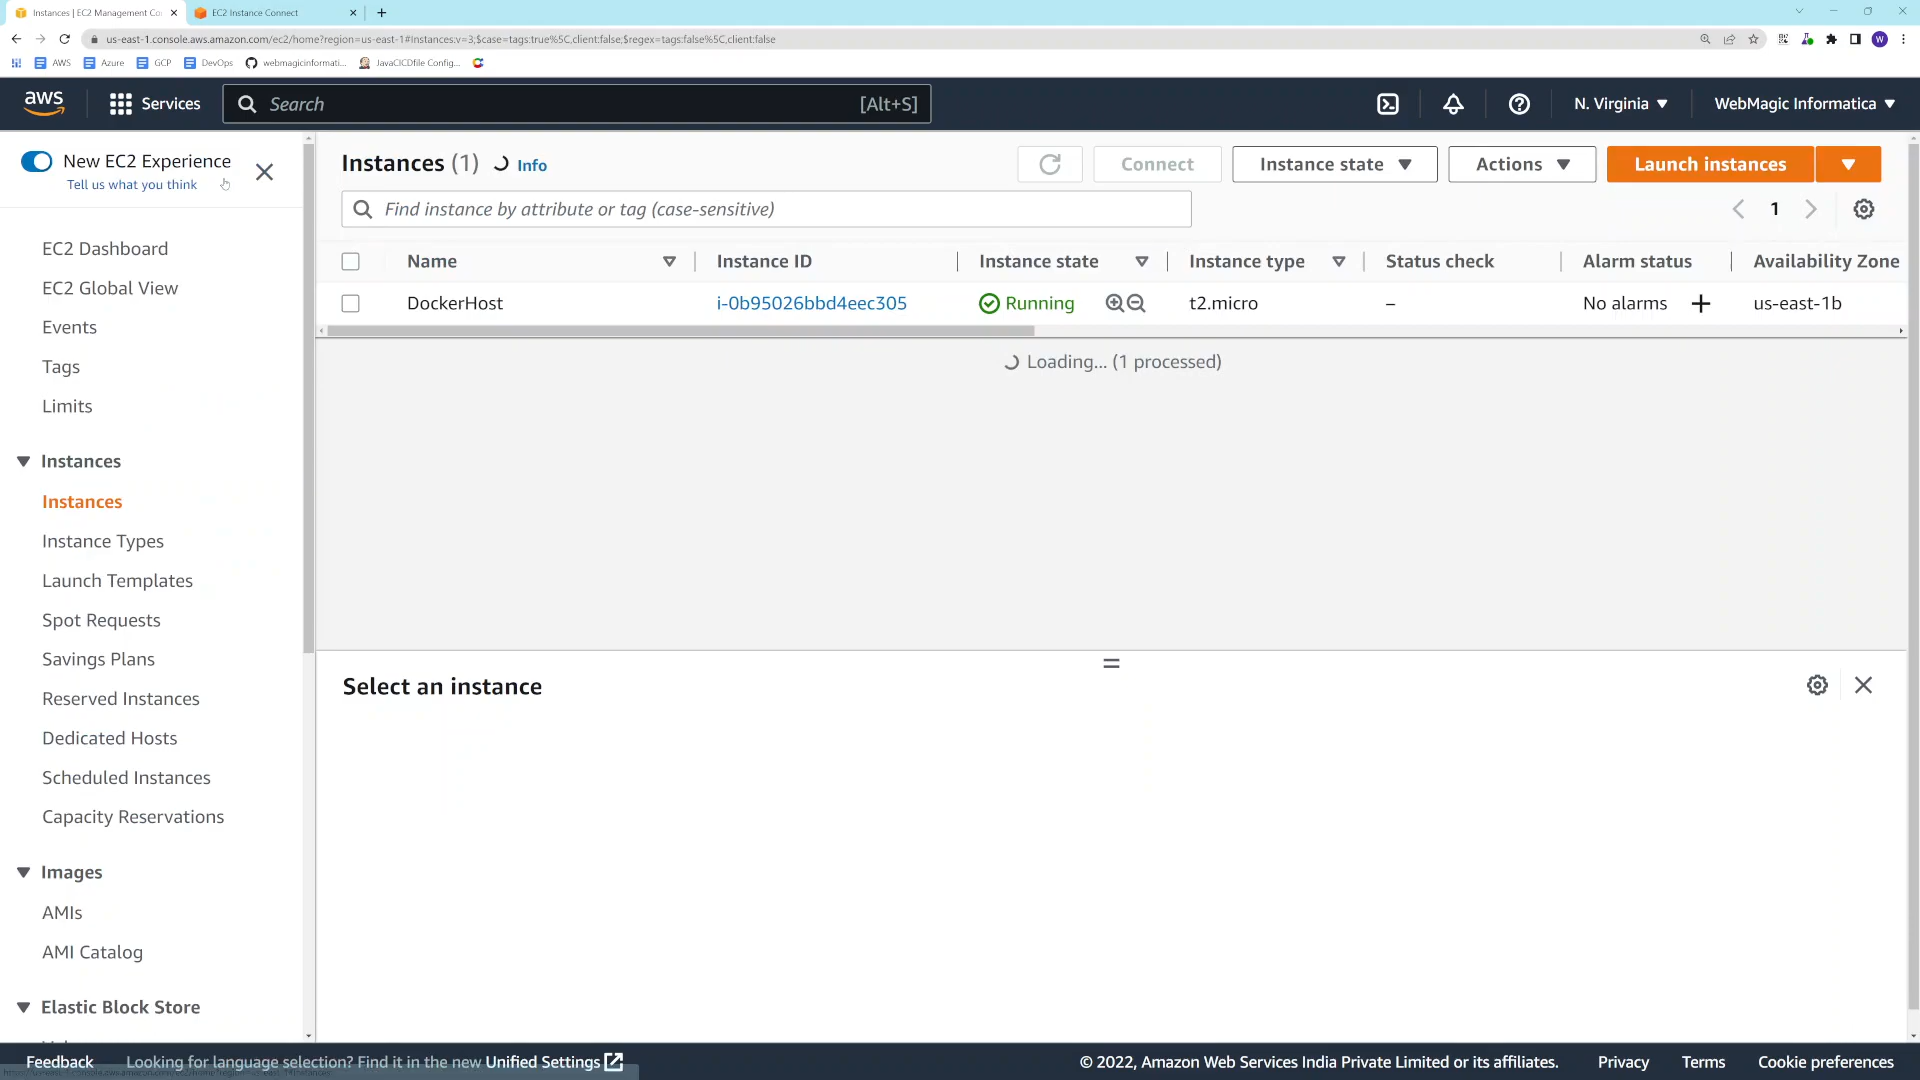 Instances | EC2 Management Co
EC2 Instance Connect
us-east-1.console.aws.amazon.com/ec2/home?region=us-east-1#Instances:v=3;$case=tags:true%5C,client:false;$regex=tags:false%5C,client:false
AWS
Azure
GCP
DevOps
webmagicinformati...
JavaCICDfile Config...
aws
Services
Search
[Alt+S]
N. Virginia
WebMagic Informatica
New EC2 Experience
Tell us what you think
EC2 Dashboard
EC2 Global View
Events
Tags
Limits
Instances
Instances
Instance Types
Launch Templates
Spot Requests
Savings Plans
Reserved Instances
Dedicated Hosts
Scheduled Instances
Capacity Reservations
Images
AMIs
AMI Catalog
Elastic Block Store
Instances (1)
Info
Connect
Instance state
Actions
Launch instances
Find instance by attribute or tag (case-sensitive)
1
Name
Instance ID
Instance state
Instance type
Status check
Alarm status
Availability Zone
DockerHost
i-0b95026bbd4eec305
Running
t2.micro
–
No alarms
us-east-1b
Loading... (1 processed)
Select an instance
Feedback
Looking for language selection? Find it in the new Unified Settings
© 2022, Amazon Web Services India Private Limited or its affiliates.
Privacy
Terms
Cookie preferences